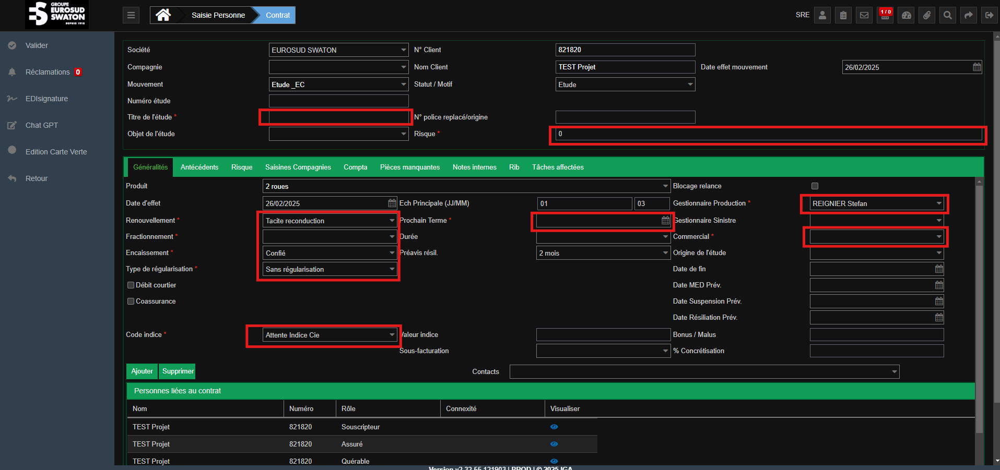 GROUPE
EUROSUD
SWATON
DEPUIS 1918
Saisie Personne
Contrat
SRE
1 / 0
Valider
Réclamations 0
EDIsignature
Chat GPT
Edition Carte Verte
Retour
Société EUROSUD SWATON N° Client 821820
Compagnie Nom Client TEST Projet Date effet mouvement 26/02/2025
Mouvement Etude _EC Statut / Motif Etude
Numéro étude
Titre de l'étude * N° police replacé/origine
Objet de l'étude Risque * 0
Généralités Antécédents Risque Saisines Compagnies Compta Pièces manquantes Notes internes Rib Tâches affectées
Produit 2 roues Blocage relance
Date d'effet 26/02/2025 Ech Principale (JJ/MM) 01 03 Gestionnaire Production * REIGNIER Stefan
Renouvellement * Tacite reconduction Prochain Terme * Gestionnaire Sinistre
Fractionnement * Durée Commercial *
Encaissement * Confié Préavis résil. 2 mois Origine de l'étude
Type de régularisation * Sans régularisation Date de fin
Débit courtier Date MED Prév.
Coassurance Date Suspension Prév.
Date Résiliation Prév.
Code indice * Attente Indice Cie Valeur indice Bonus / Malus
Sous-facturation % Concrétisation
Ajouter Supprimer Contacts
Personnes liées au contrat
Nom Numéro Rôle Connexité Visualiser
TEST Projet 821820 Souscripteur
TEST Projet 821820 Assuré
TEST Projet 821820 Quérable
Version v2.32.55.121903 | PROD | © 2025 IGA